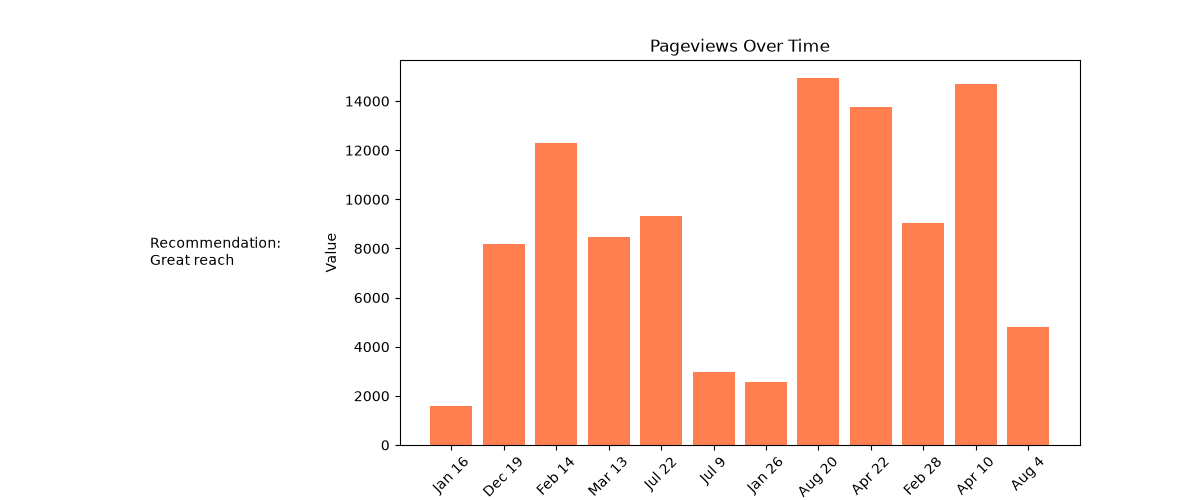 Pageviews Over Time
Recommendation:
Great reach
Value
14000
12000
10000
8000
6000
4000
2000
0
Jan 16
Dec 19
Feb 14
Mar 13
Jul 22
Jul 9
Jan 26
Aug 20
Apr 22
Feb 28
Apr 10
Aug 4